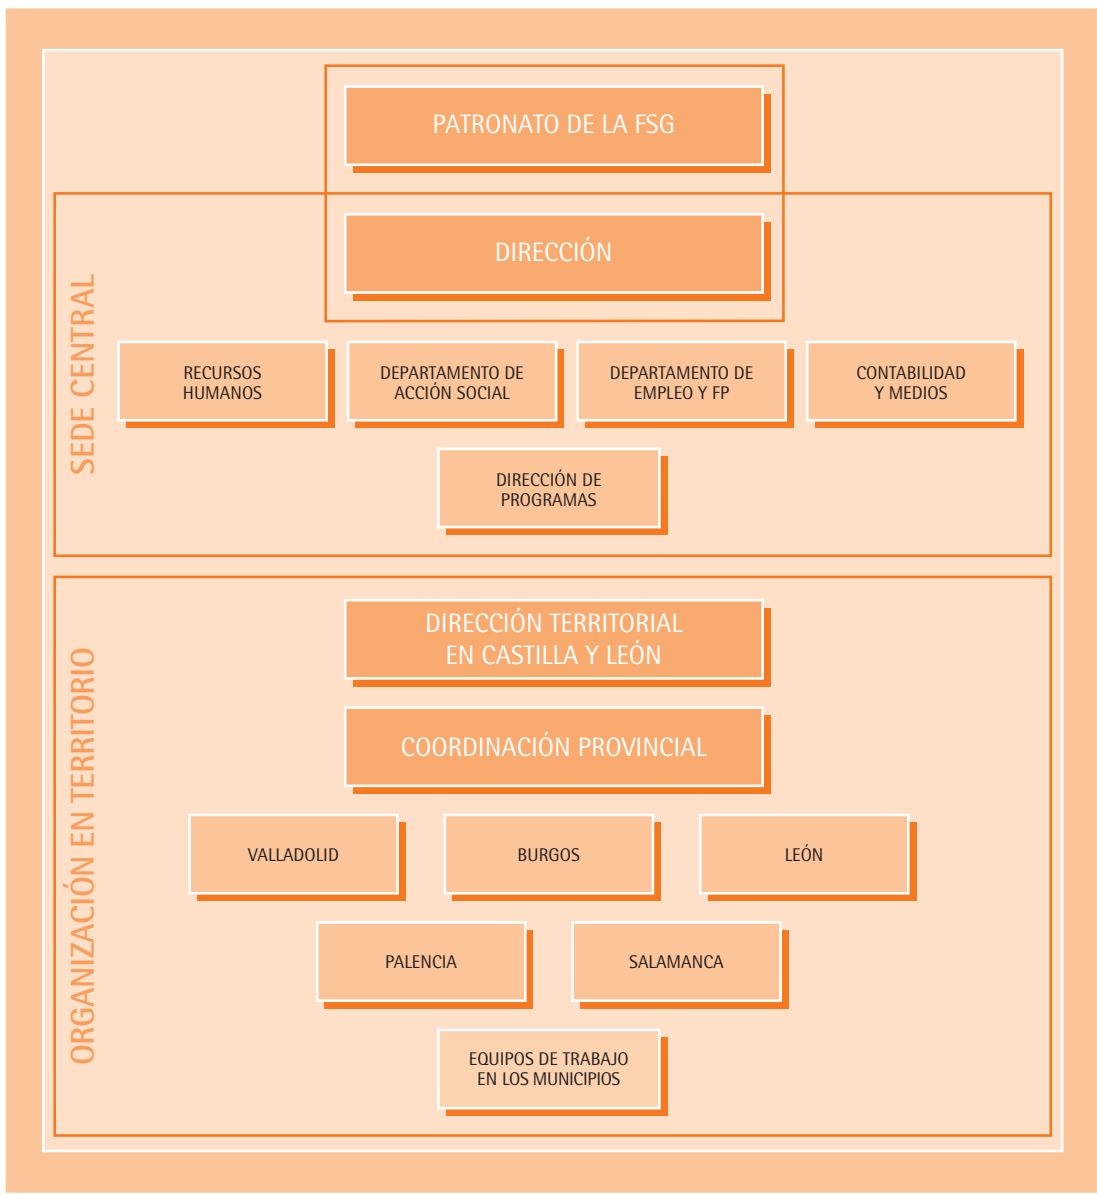 PATRONATO DE LA FSG
SEDE CENTRAL
DIRECCIÓN
RECURSOS
HUMANOS
DEPARTAMENTO DE
ACCIÓN SOCIAL
DEPARTAMENTO DE
EMPLEO Y FP
CONTABILIDAD
Y MEDIOS
DIRECCIÓN DE
PROGRAMAS
ORGANIZACIÓN EN TERRITORIO
DIRECCIÓN TERRITORIAL
EN CASTILLA Y LEÓN
COORDINACIÓN PROVINCIAL
VALLADOLID
BURGOS
LEÓN
PALENCIA
SALAMANCA
EQUIPOS DE TRABAJO
EN LOS MUNICIPIOS